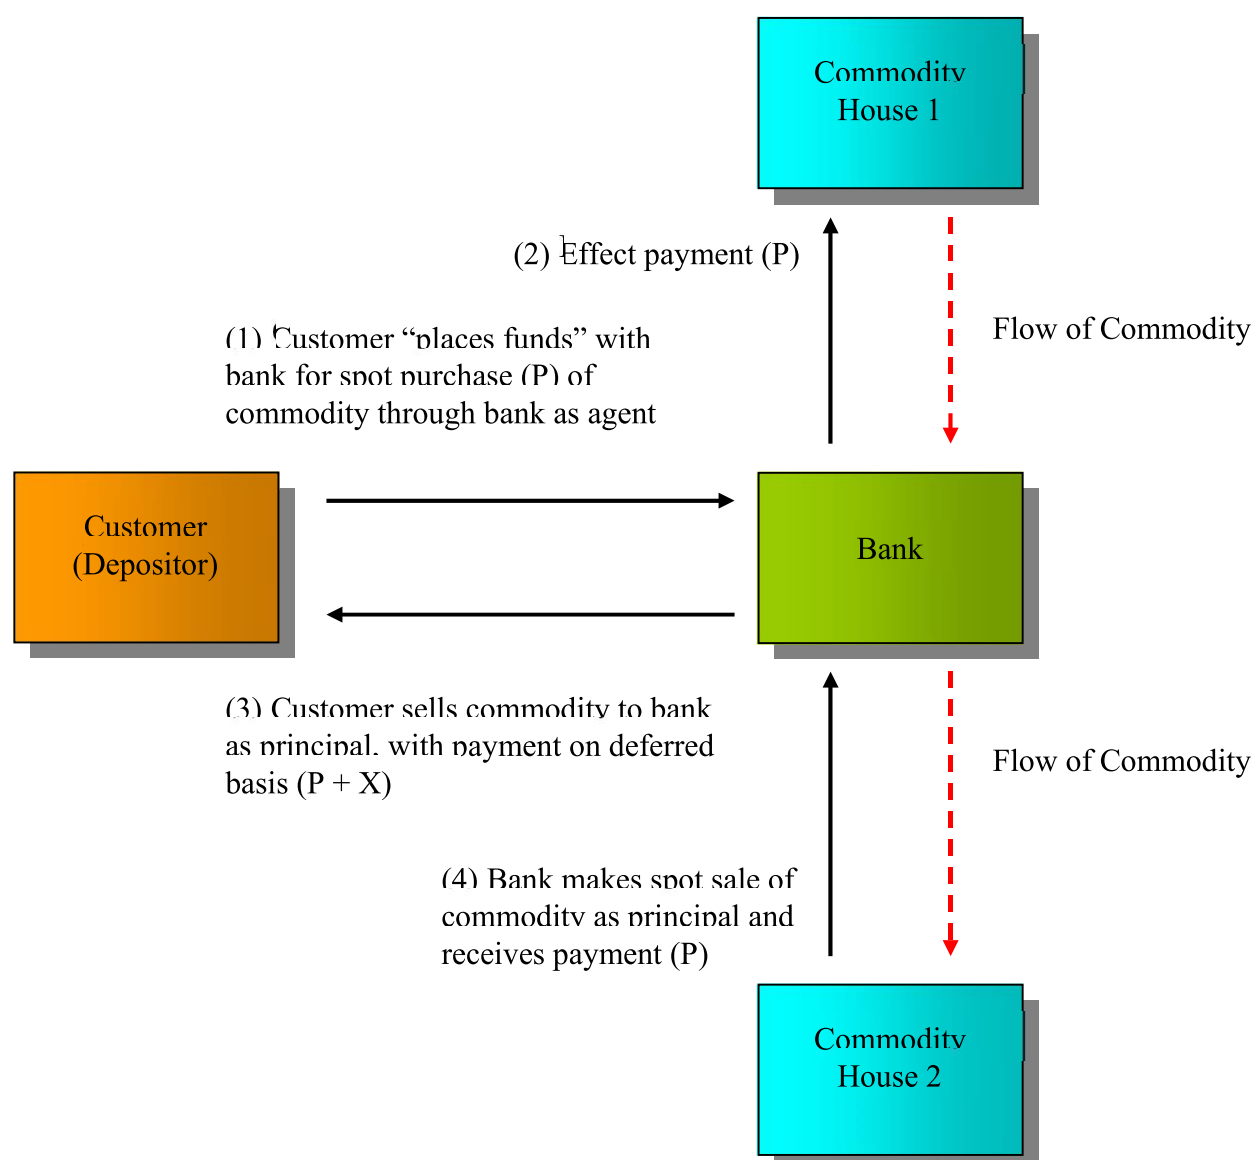 Commodity
House 1
(2) Effect payment (P)
Flow of Commodity
(1) Customer “places funds” with
bank for spot purchase (P) of
commodity through bank as agent
Customer
(Depositor)
Bank
(3) Customer sells commodity to bank
as principal, with payment on deferred
basis (P + X)
Flow of Commodity
(4) Bank makes spot sale of
commodity as principal and
receives payment (P)
Commodity
House 2